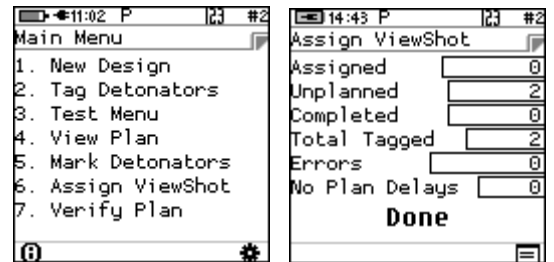 11:02 P 123 #2
Main Menu
1. New Design
2. Tag Detonators
3. Test Menu
4. View Plan
5. Mark Detonators
6. Assign ViewShot
7. Verify Plan
14:43 P 123 #2
Assign ViewShot
Assigned 0
Unplanned 2
Completed 0
Total Tagged 2
Errors 0
No Plan Delays 0
Done